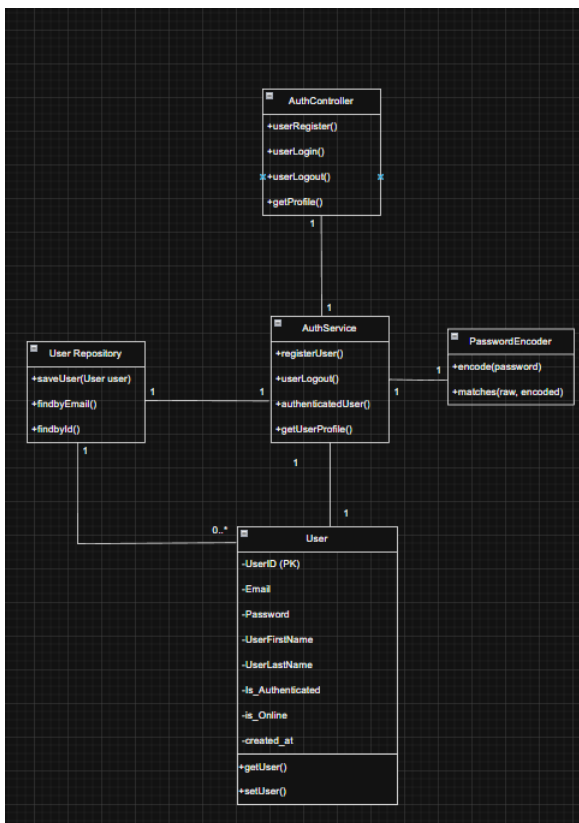 AuthController
+userRegister()
+userLogin()
+userLogout()
+getProfile()
1
1
AuthService
+registerUser()
+userLogout()
+authenticatedUser()
+getUserProfile()
User Repository
+saveUser(User user)
+findbyEmail()
+findbyId()
1
1
PasswordEncoder
+encode(password)
+matches(raw, encoded)
1
1
1
1
1
0..*
User
-UserID (PK)
-Email
-Password
-UserFirstName
-UserLastName
-Is_Authenticated
-is_Online
-created_at
+getUser()
+setUser()